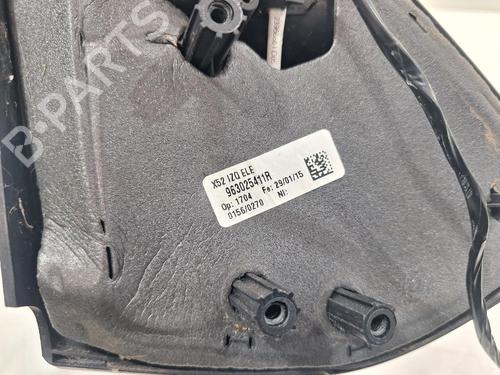 B-PARTS
X52 IZQ ELE
963025411R
Op: 1704 Fa: 29/01/15
0156/0270 NI: